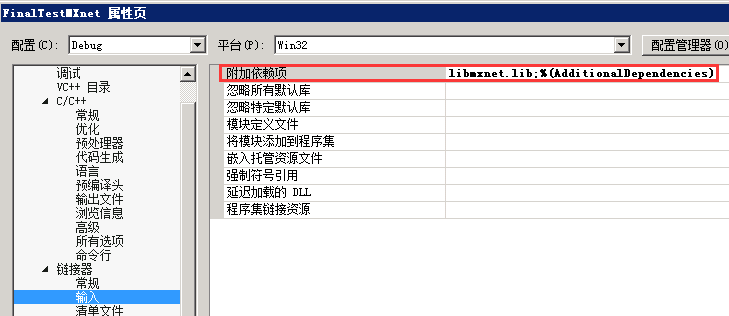 FinalTestMXnet 属性页
配置(C): Debug 平台(P): Win32 配置管理器(O)
调试
VC++ 目录
C/C++
常规
优化
预处理器
代码生成
语言
预编译头
输出文件
浏览信息
高级
所有选项
命令行
链接器
常规
输入
清单文件
附加依赖项 libmxnet.lib;%(AdditionalDependencies)
忽略所有默认库
忽略特定默认库
模块定义文件
将模块添加到程序集
嵌入托管资源文件
强制符号引用
延迟加载的 DLL
程序集链接资源